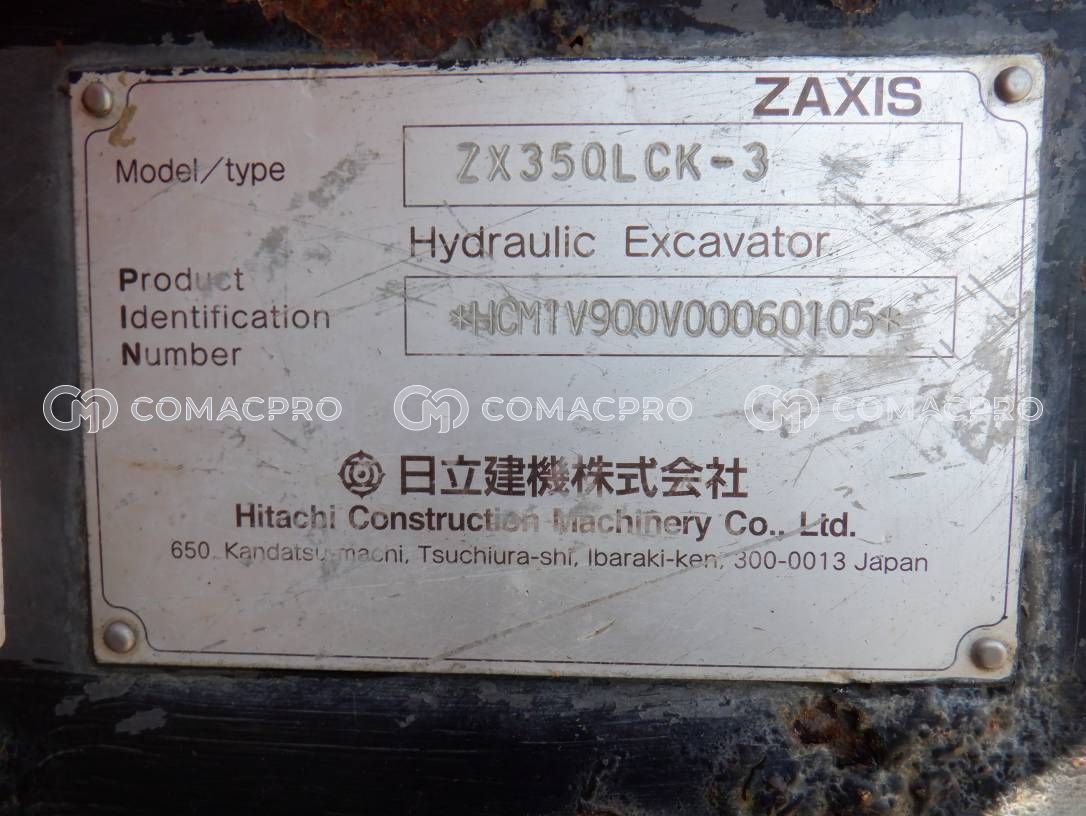 ZAXIS
Model/type ZX350LCK-3
Hydraulic Excavator
Product
Identification *HCM1V900V00060105*
Number
COMACPRO COMACPRO COMACPRO
日立建機株式会社
Hitachi Construction Machinery Co., Ltd.
650, Kandatsu-machi, Tsuchiura-shi, Ibaraki-ken, 300-0013 Japan